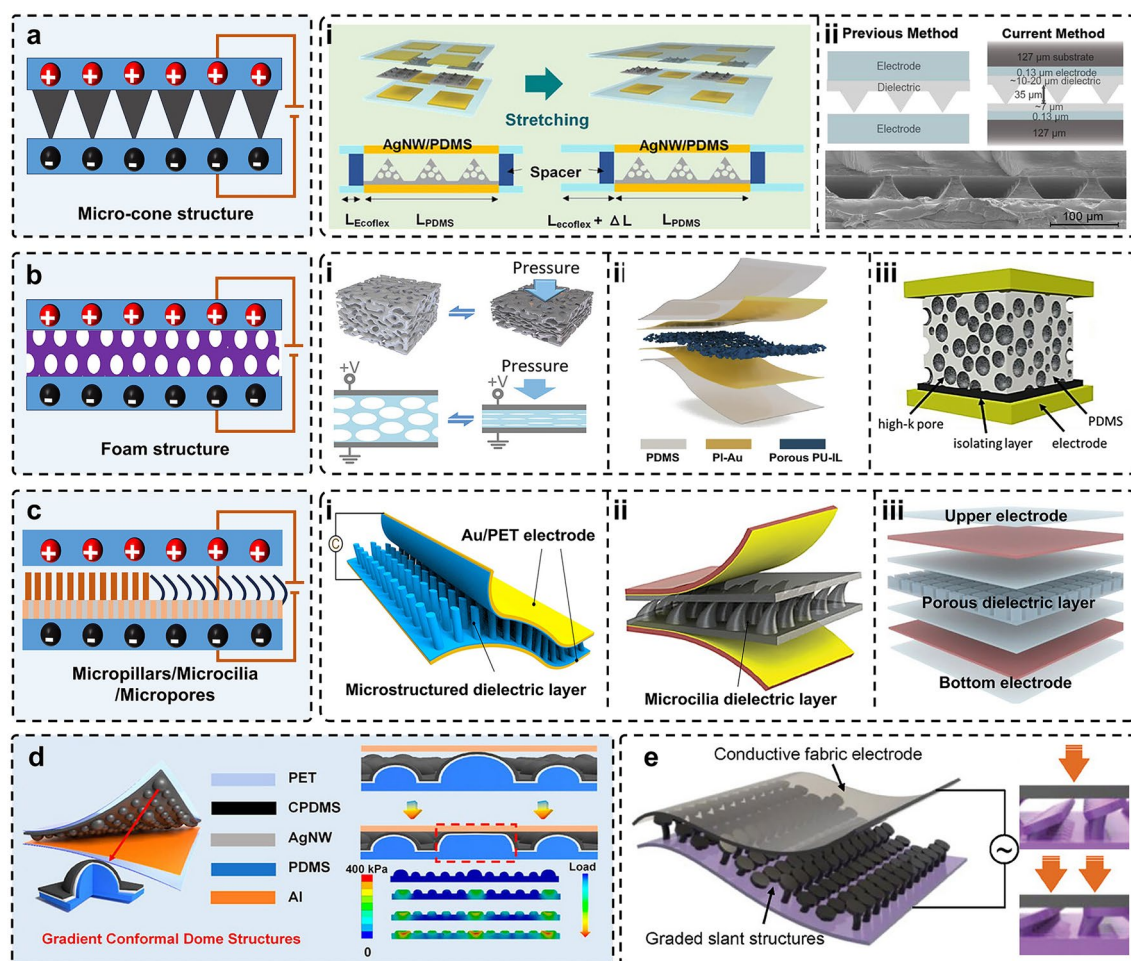 a
+ + + + + +
- - - - - -
Micro-cone structure
i
Stretching
AgNW/PDMS
AgNW/PDMS
Spacer
LEcoflex
LPDMS
Lecoflex + Δ L
LPDMS
ii
Previous Method
Current Method
Electrode
Dielectric
Electrode
127 µm substrate
0.13 µm electrode
~10-20 µm dielectric
35 µm
~7 µm
0.13 µm
127 µm
100 µm
b
+ + + + + +
- - - - - -
Foam structure
i
Pressure
+V
Pressure
+V
ii
PDMS
PI-Au
Porous PU-IL
iii
high-k pore
isolating layer
electrode
PDMS
c
+ + + + + +
- - - - - -
Micropillars/Microcilia
/Micropores
i
C
Au/PET electrode
Microstructured dielectric layer
ii
Microcilia dielectric layer
iii
Upper electrode
Porous dielectric layer
Bottom electrode
d
PET
CPDMS
AgNW
PDMS
Al
Gradient Conformal Dome Structures
400 kPa
0
Load
e
Conductive fabric electrode
~
Graded slant structures